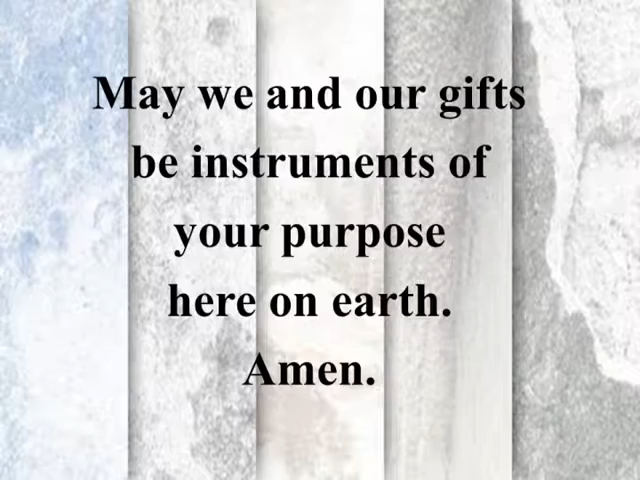 May we and our gifts
be instruments of
your purpose
here on earth.
Amen.